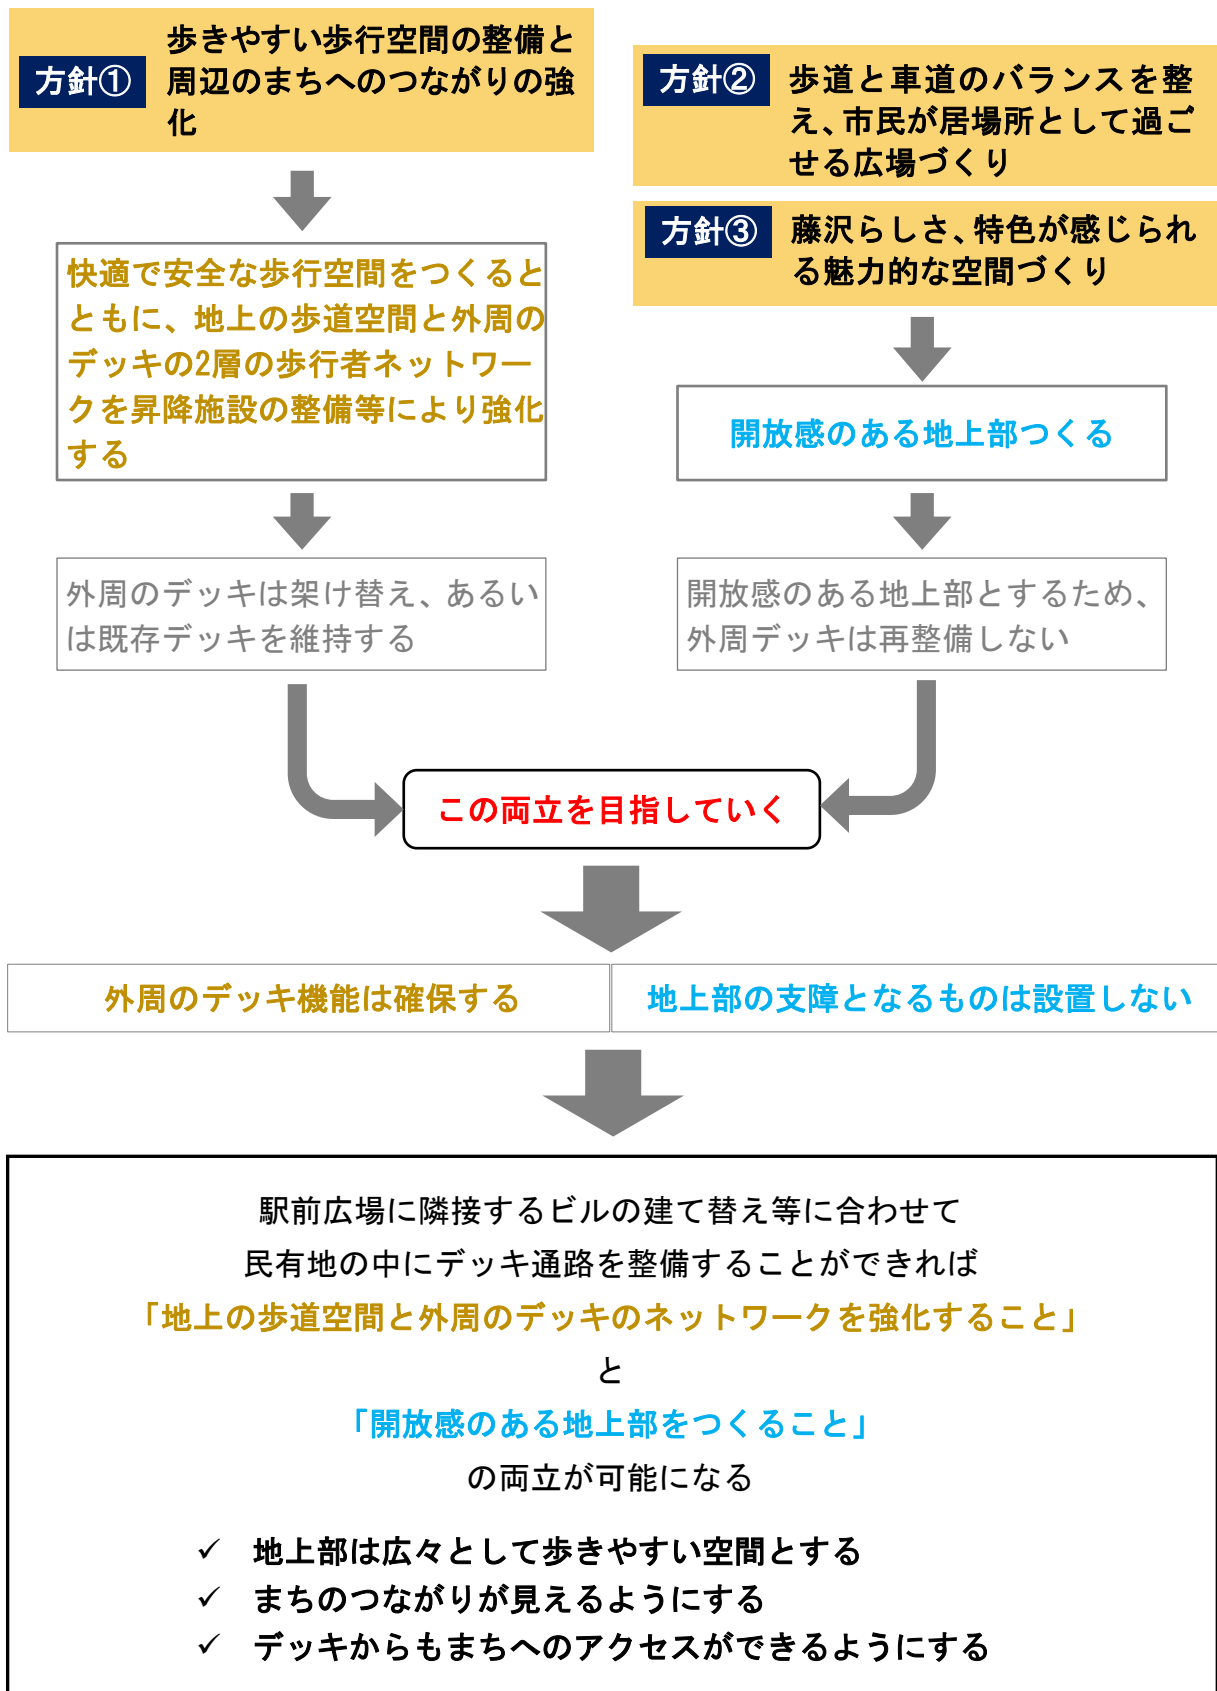 方針①
歩きやすい歩行空間の整備と
周辺のまちへのつながりの強
化
方針②
歩道と車道のバランスを整
え、市民が居場所として過ご
せる広場づくり
方針③
藤沢らしさ、特色が感じられ
る魅力的な空間づくり
快適で安全な歩行空間をつくると
ともに、地上の歩道空間と外周の
デッキの2層の歩行者ネットワー
クを昇降施設の整備等により強化
する
開放感のある地上部つくる
外周のデッキは架け替え、あるい
は既存デッキを維持する
開放感のある地上部とするため、
外周デッキは再整備しない
この両立を目指していく
外周のデッキ機能は確保する
地上部の支障となるものは設置しない
駅前広場に隣接するビルの建て替え等に合わせて
民有地の中にデッキ通路を整備することができれば
「地上の歩道空間と外周のデッキのネットワークを強化すること」
と
「開放感のある地上部をつくること」
の両立が可能になる
✓ 地上部は広々として歩きやすい空間とする
✓ まちのつながりが見えるようにする
✓ デッキからもまちへのアクセスができるようにする